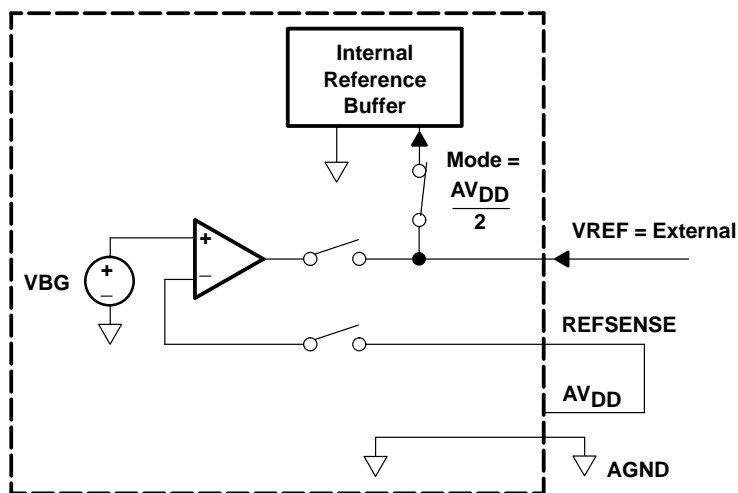 Internal
Reference
Buffer
Mode =
AVDD
2
VREF = External
+
−
VBG
+
−
REFSENSE
AVDD
AGND